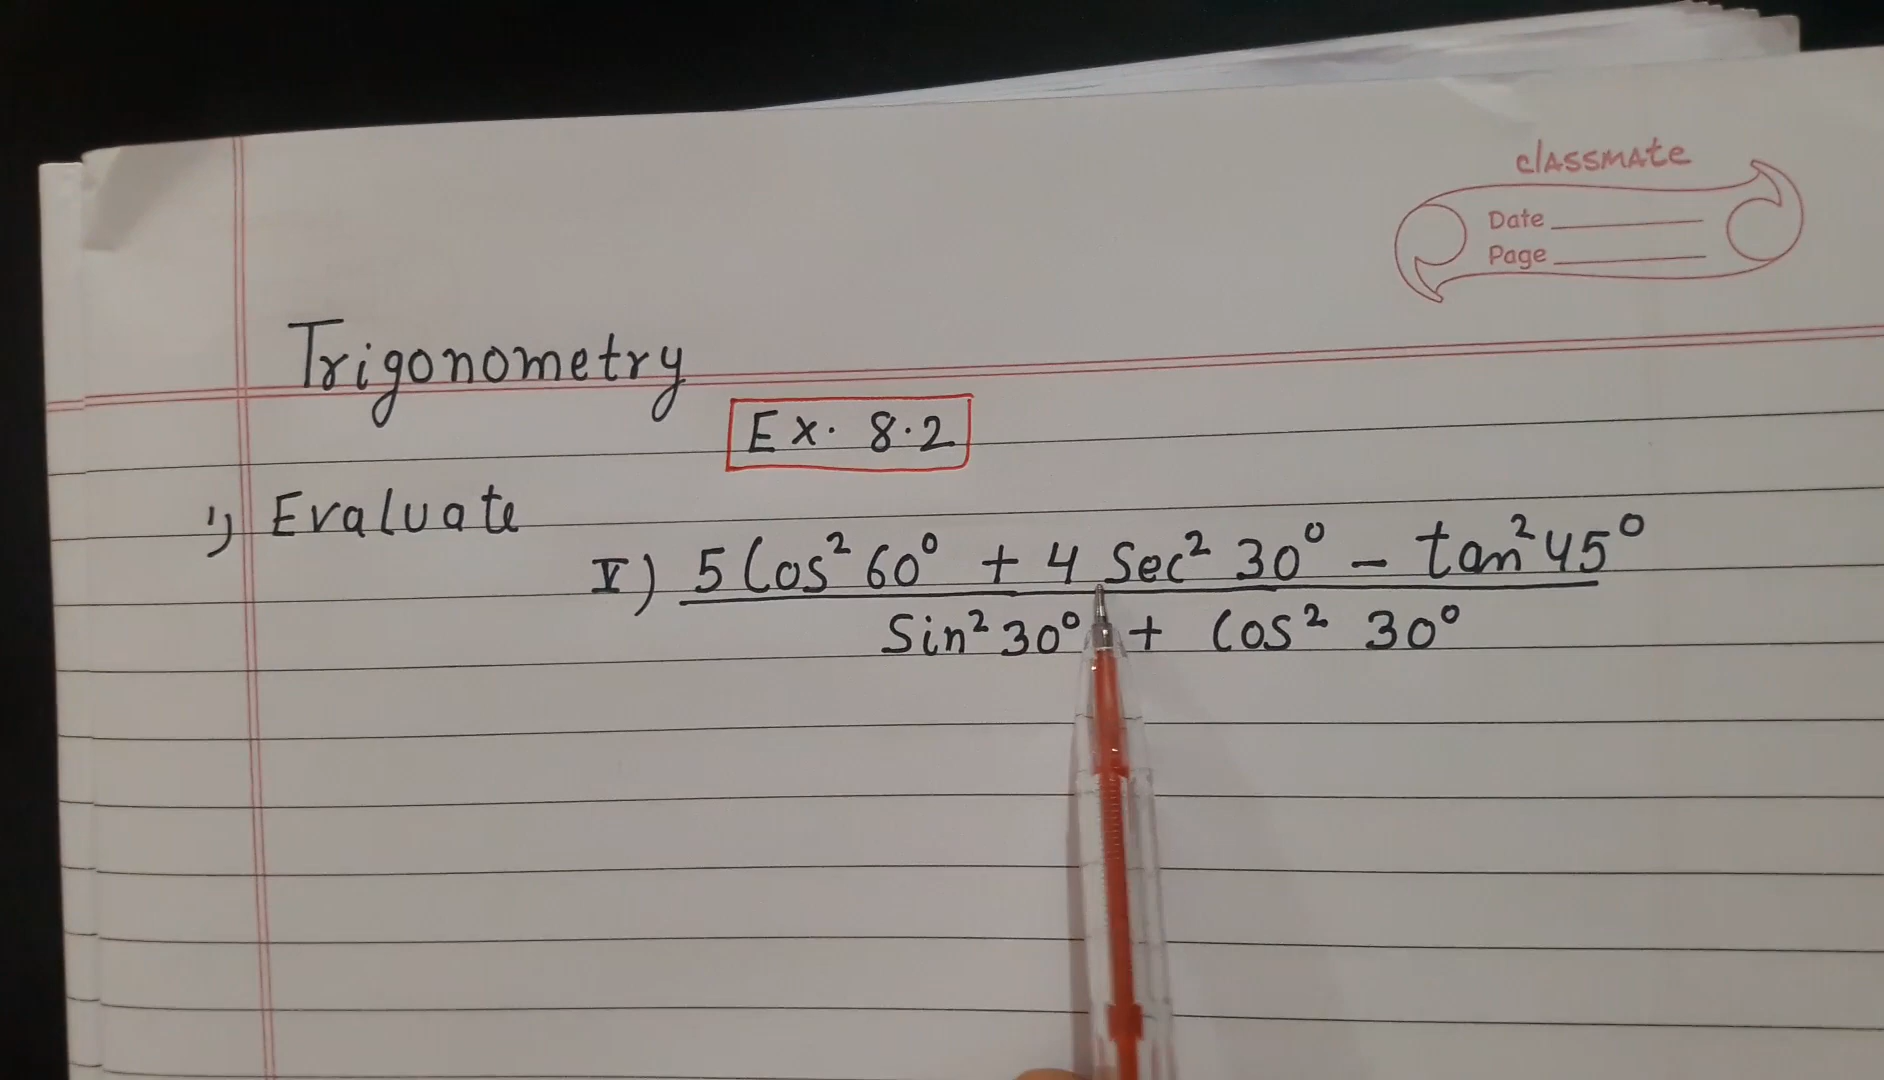 classmate
Date
Page
Trigonometry
Ex. 8.2
1) Evaluate
V) 5 Cos² 60° + 4 Sec² 30° - tan² 45°
Sin² 30° + Cos² 30°